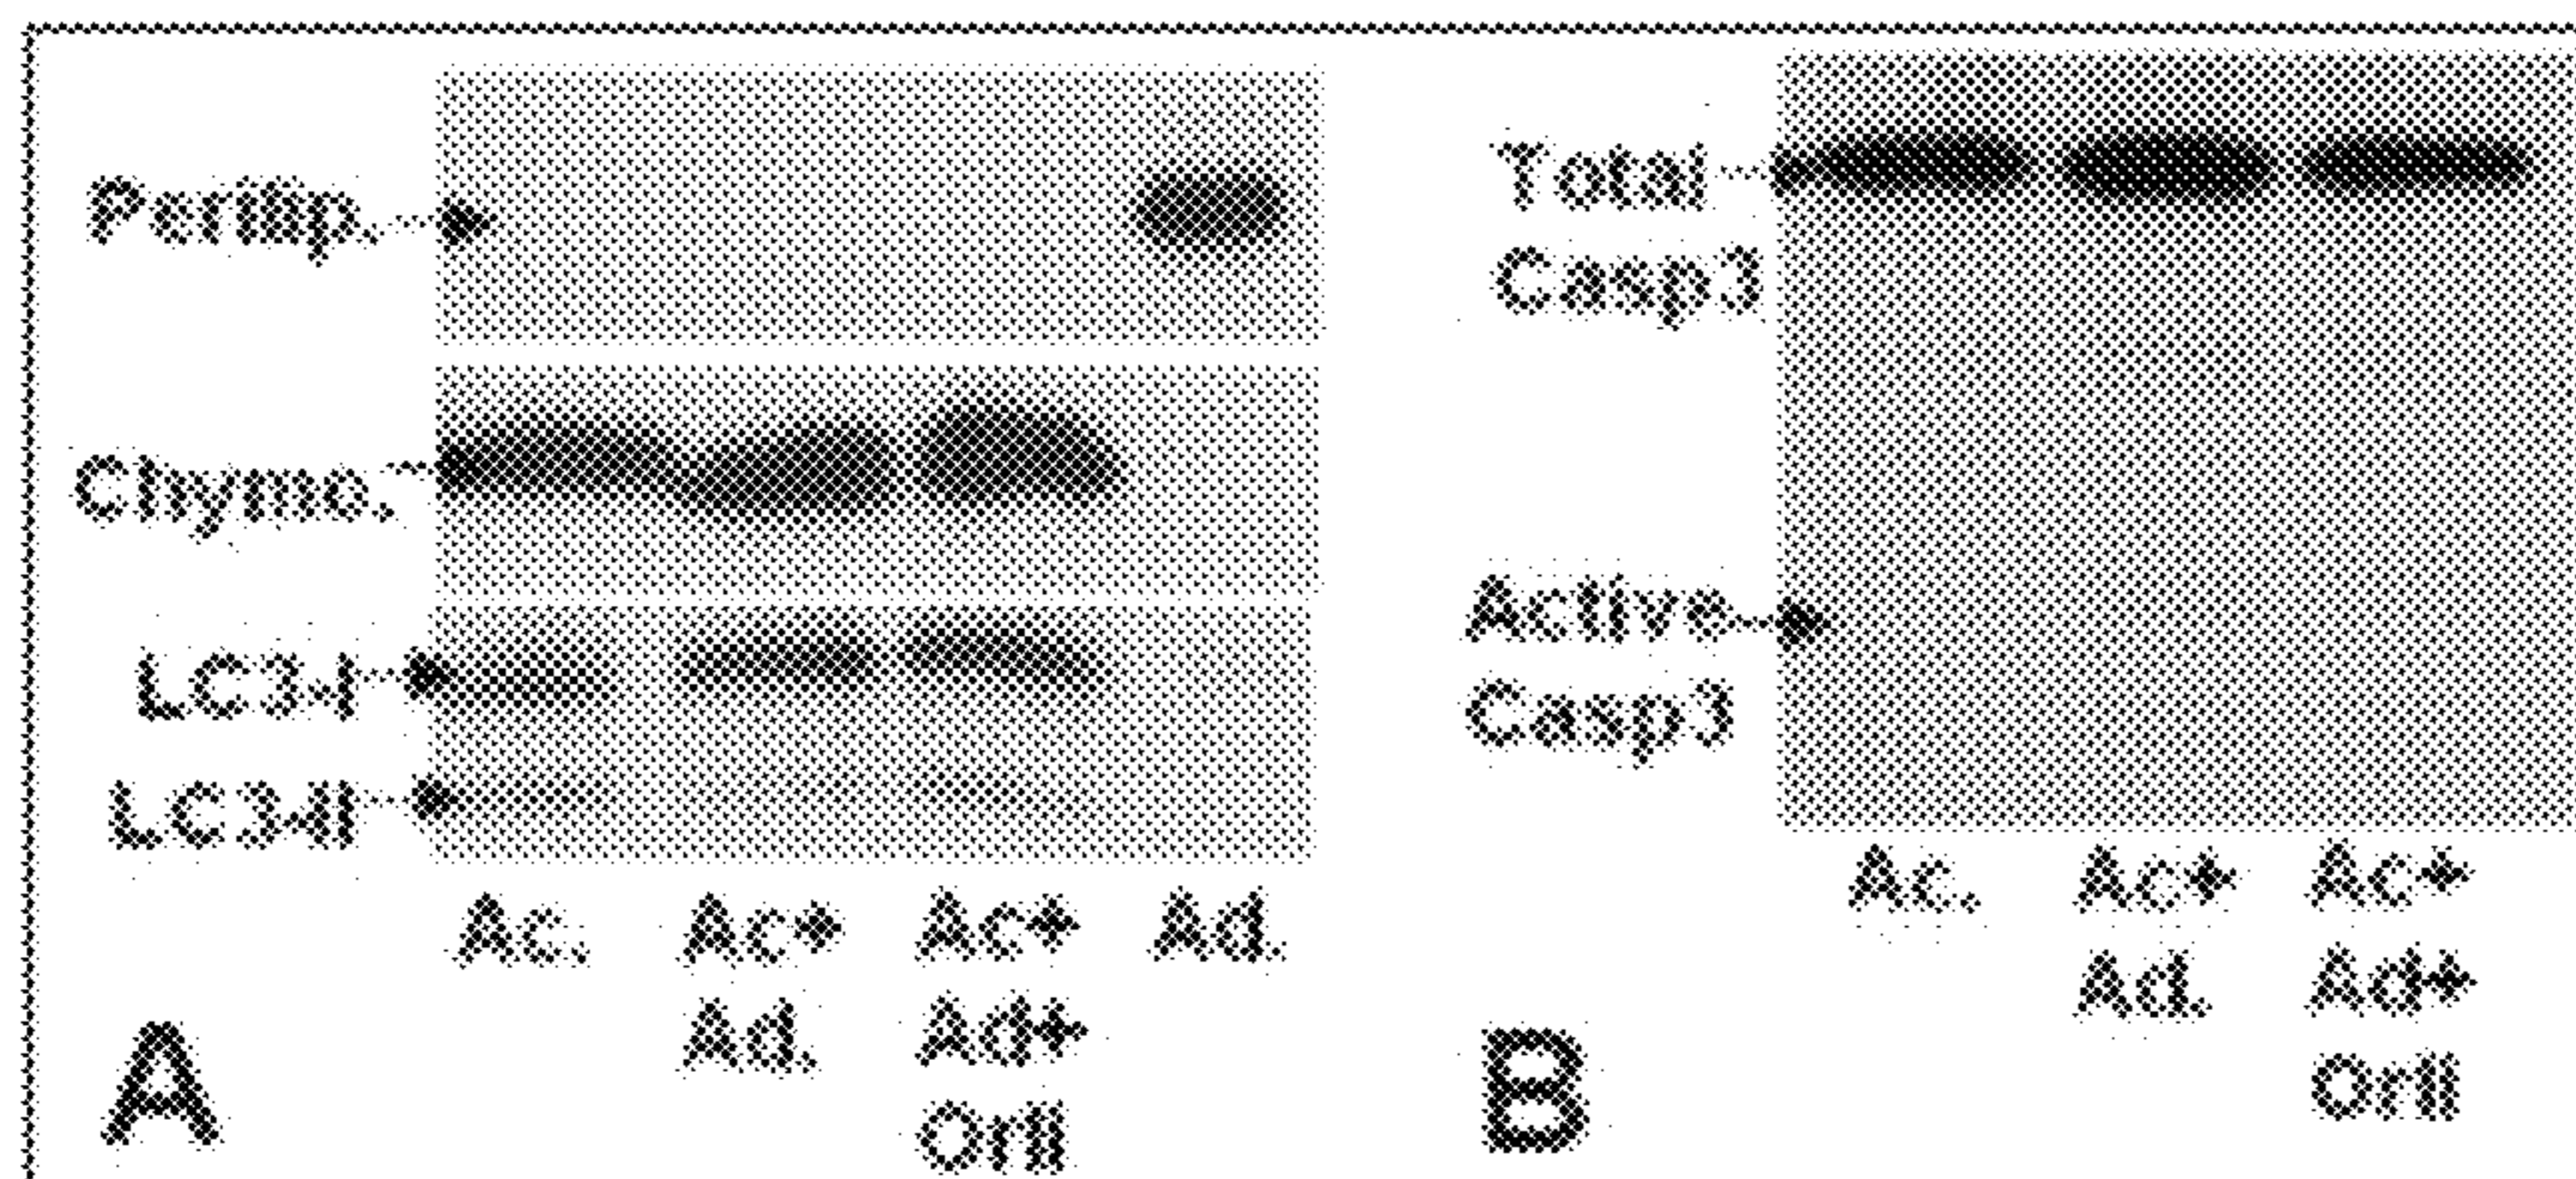 Perilip.
Chymo.
LC3-I
LC3-II
Ac. Ac+ Ac+ Ad.
Ad. Ad+
Orli
A
Total
Casp3
Active
Casp3
Ac. Ac+ Ac+
Ad. Ad+
Orli
B